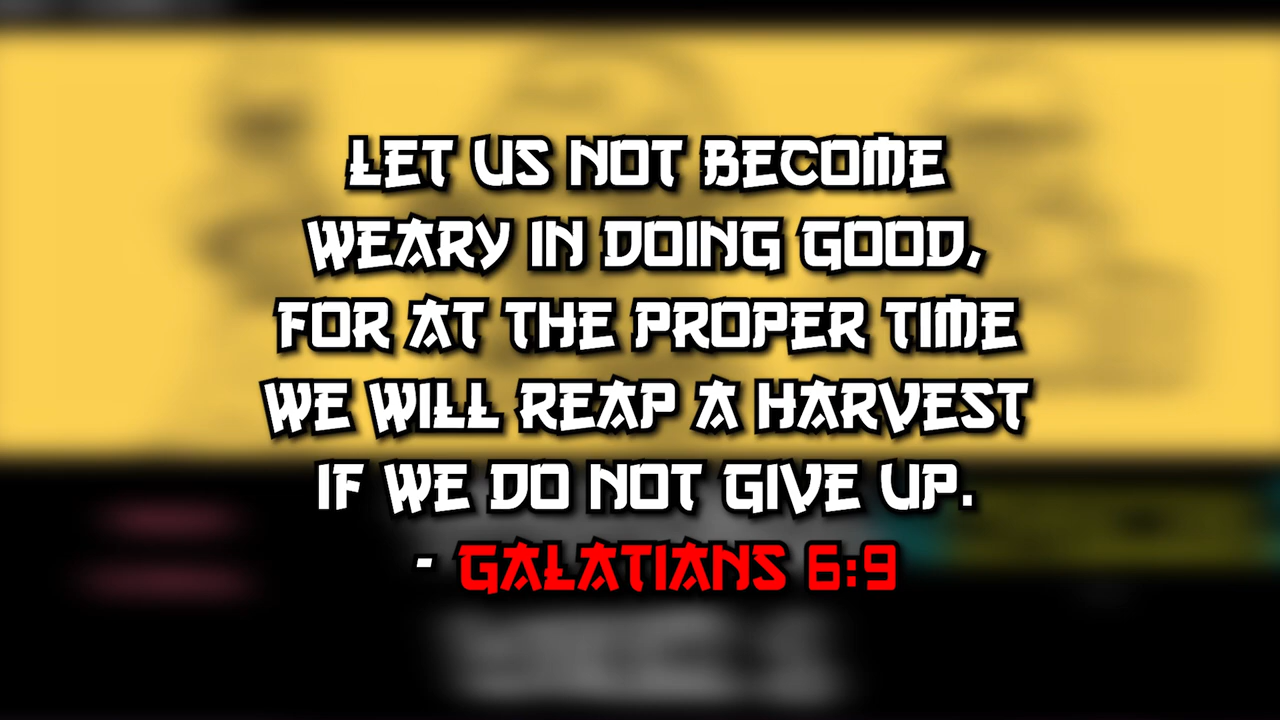 LET US NOT BECOME
WEARY IN DOING GOOD,
FOR AT THE PROPER TIME
WE WILL REAP A HARVEST
IF WE DO NOT GIVE UP.
- GALATIANS 6:9